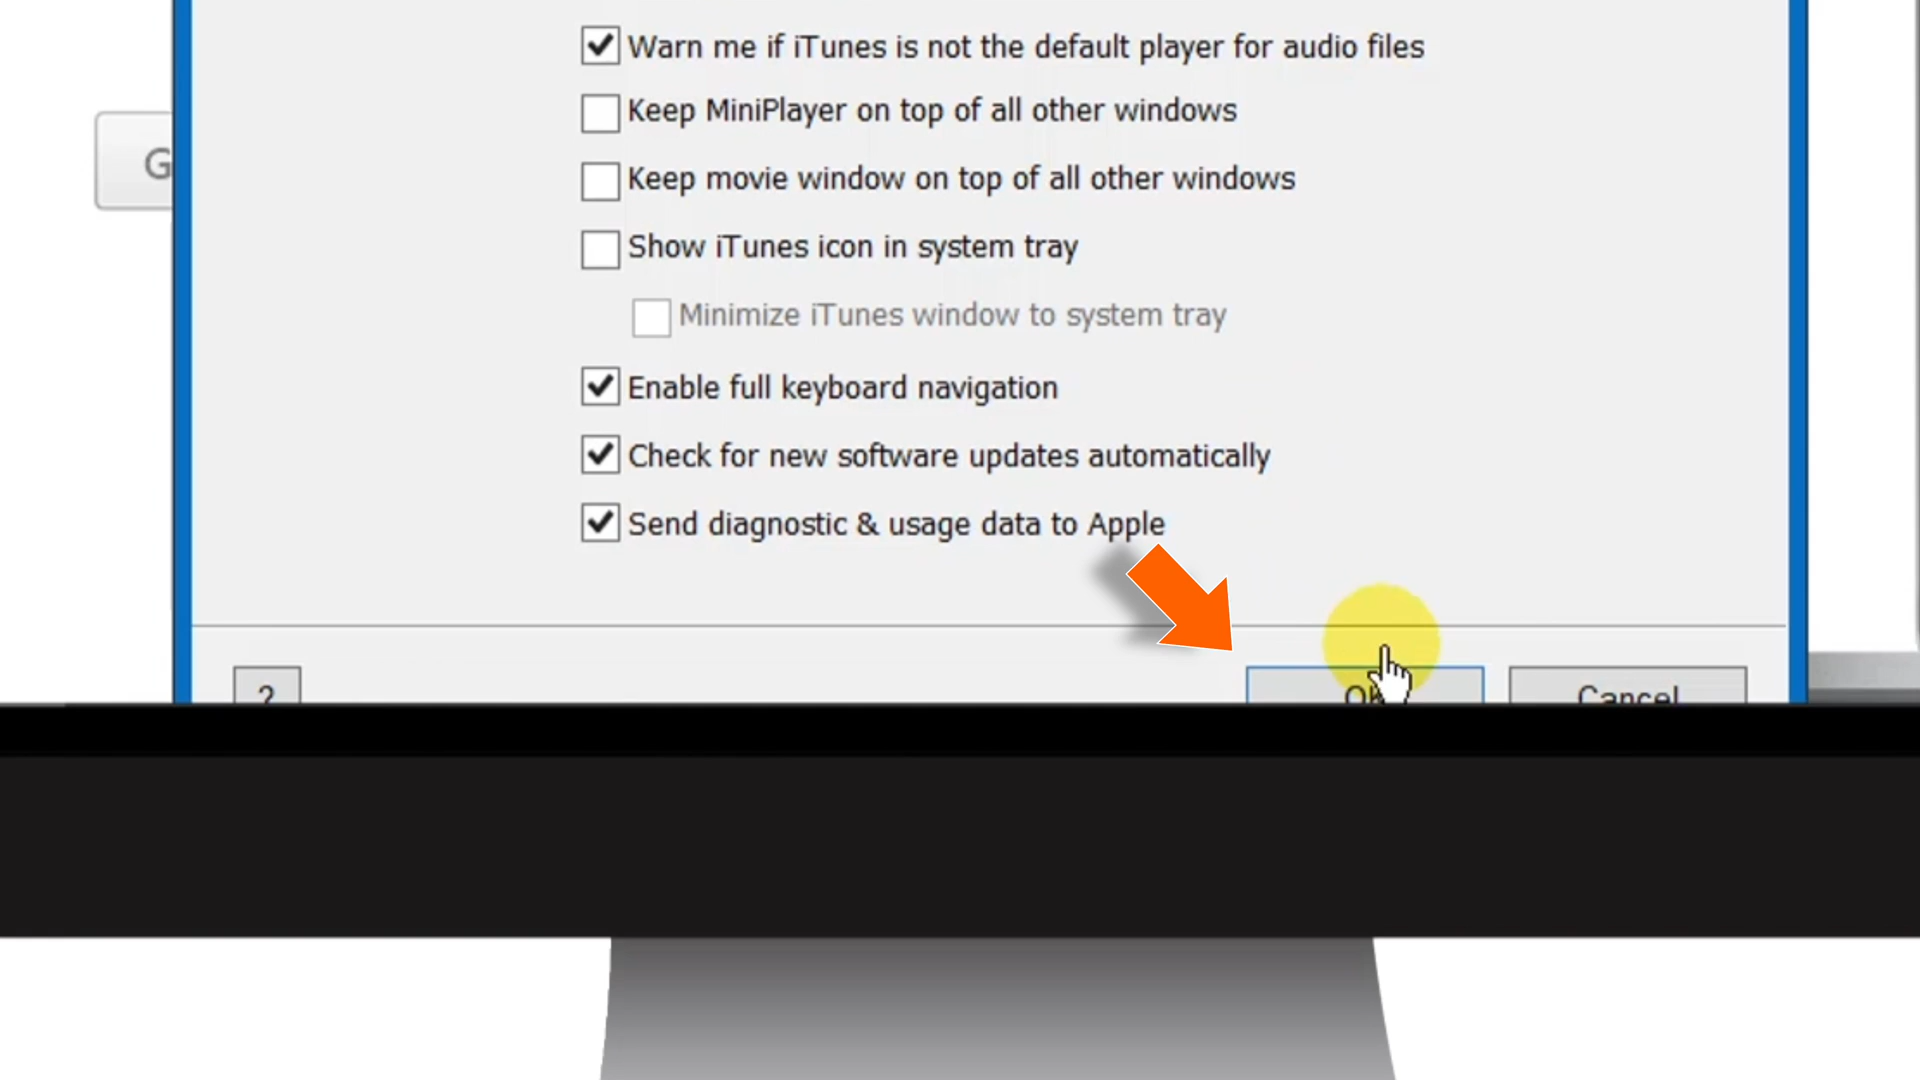 Warn me if iTunes is not the default player for audio files
Keep MiniPlayer on top of all other windows
G
Keep movie window on top of all other windows
Show iTunes icon in system tray
Minimize iTunes window to system tray
Enable full keyboard navigation
Check for new software updates automatically
Send diagnostic & usage data to Apple
?
OK
Cancel